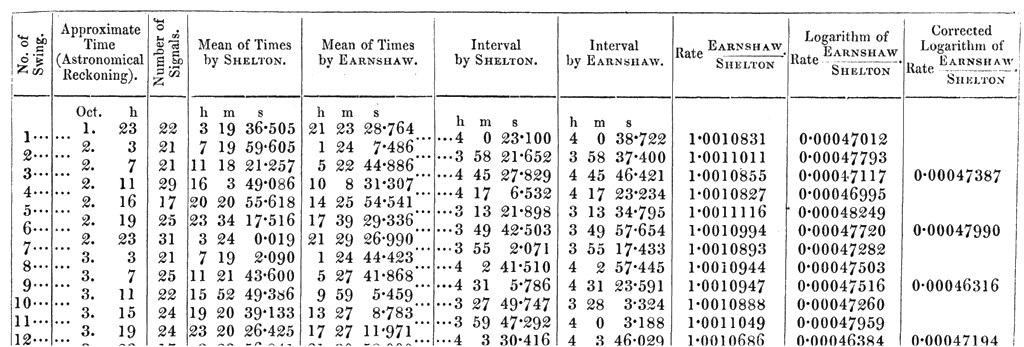 No. of Swing.
Approximate Time (Astronomical Reckoning).
Number of Signals.
Mean of Times by SHELTON.
Mean of Times by EARNSHAW.
Interval by SHELTON.
Interval by EARNSHAW.
Rate EARNSHAW/SHELTON.
Logarithm of Rate EARNSHAW/SHELTON
Corrected Logarithm of Rate EARNSHAW/SHELTON
Oct. h h m s h m s h m s h m s
1. 23 22 3 19 36·505 21 23 28·764
1... ... ...4 0 23·100 4 0 38·722 1·0010831 0·00047012
2. 3 21 7 19 59·605 1 24 7·486
2... ... ...3 58 21·652 3 58 37·400 1·0011011 0·00047793
2. 7 21 11 18 21·257 5 22 44·886
3... ... ...4 45 27·829 4 45 46·421 1·0010855 0·00047117 0·00047387
2. 11 29 16 3 49·086 10 8 31·307
4... ... ...4 17 6·532 4 17 23·234 1·0010827 0·00046995
2. 16 17 20 20 55·618 14 25 54·541
5... ... ...3 13 21·898 3 13 34·795 1·0011116 0·00048249
2. 19 25 23 34 17·516 17 39 29·336
6... ... ...3 49 42·503 3 49 57·654 1·0010994 0·00047720 0·00047990
2. 23 31 3 24 0·019 21 29 26·990
7... ... ...3 55 2·071 3 55 17·433 1·0010893 0·00047282
3. 3 21 7 19 2·090 1 24 44·423
8... ... ...4 2 41·510 4 2 57·445 1·0010944 0·00047503
3. 7 25 11 21 43·600 5 27 41·868
9... ... ...4 31 5·786 4 31 23·591 1·0010947 0·00047516 0·00046316
3. 11 22 15 52 49·386 9 59 5·459
10... ... ...3 27 49·747 3 28 3·324 1·0010888 0·00047260
3. 15 24 19 20 39·133 13 27 8·783
11... ... ...3 59 47·292 4 0 3·188 1·0011049 0·00047959
3. 19 24 23 20 26·425 17 27 11·971
12... ... ...4 3 30·416 4 3 46·029 1·0010686 0·00046384 0·00047194